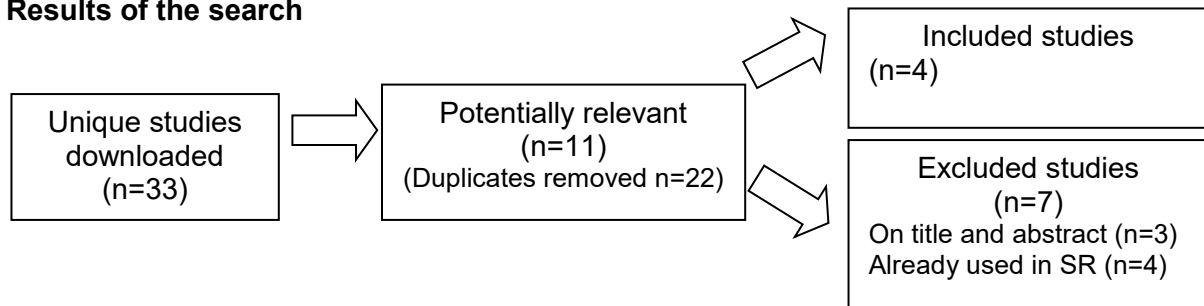 Results of the search
Unique studies
downloaded
(n=33)
Potentially relevant
(n=11)
(Duplicates removed n=22)
Included studies
(n=4)
Excluded studies
(n=7)
On title and abstract (n=3)
Already used in SR (n=4)